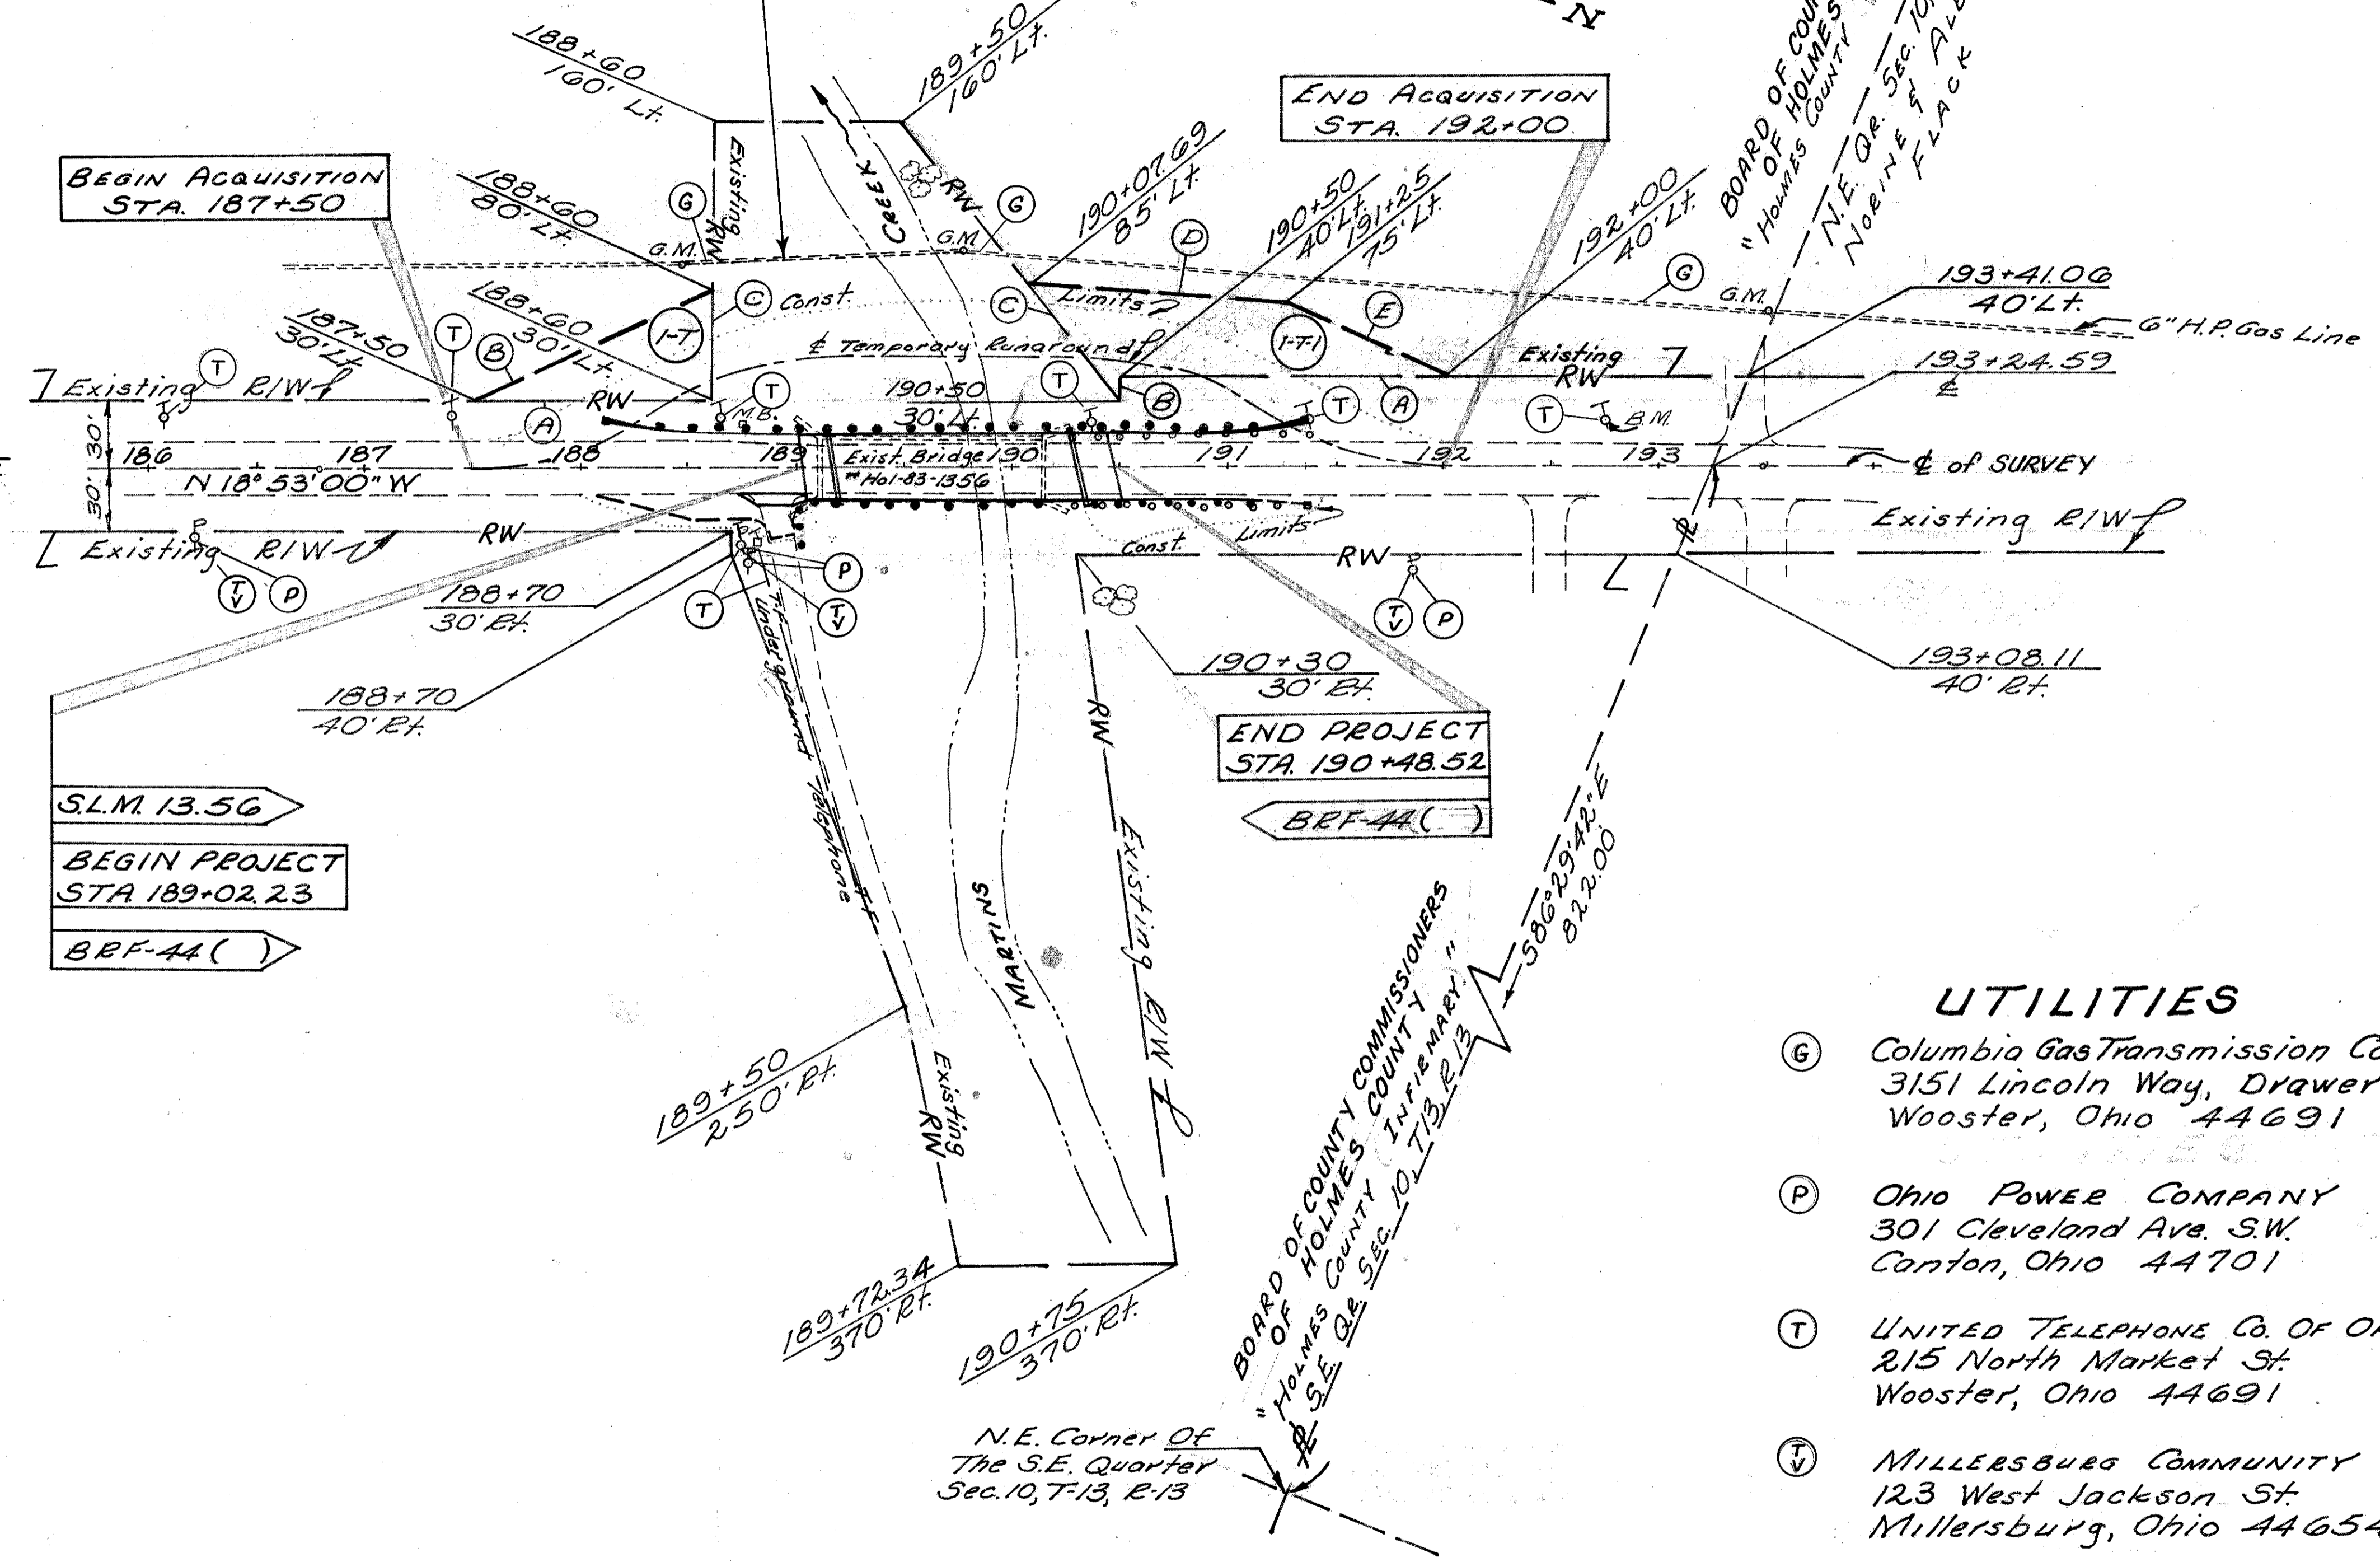 N
188+60
160' Lt.
189+50
160' Lt.
END ACQUISITION
STA. 192+00
BOARD OF COU
OF HOLMES
"HOLMES COUNTY
N.E. QR. SEC. 10,
NORINE &
FLACK
BEGIN ACQUISITION
STA. 187+50
188+60
80' Lt.
Existing
RW
CREEK
RW
G
G
G.M.
G.M.
190+07.69
85' Lt.
190+50
40' Lt.
191+25
75' Lt.
192+00
40' Lt.
D
G
G.M.
193+41.06
40' Lt.
6" H.P. Gas Line
193+24.59
℄
187+50
30' Lt.
188+60
30' Lt.
T
B
1-T
C
Const.
C
Limits
1-T-1
E
℄ Temporary Runaround
Existing
RW
Existing R/W
T
RW
A
T
M.B.
190+50
30' Lt.
T
B
T
A
T
B.M.
30'
30'
186
187
188
189
190
191
192
193
Exist. Bridge
# Hol-83-1356
N 18° 53' 00" W
℄ of SURVEY
Existing R/W
RW
Existing R/W
Const.
Limits
RW
P
T
V
P
P
T
T
V
T
V
P
188+70
30' Rt.
188+70
40' Rt.
Underground Telephone
190+30
30' Rt.
193+08.11
40' Rt.
END PROJECT
STA. 190+48.52
BRF-44( )
S.L.M. 13.56
BEGIN PROJECT
STA 189+02.23
BRF-44( )
RW
Existing R/W
MARTINS
S86°29'42"E
822.00
189+50
250' Rt.
Existing
RW
189+72.34
370' Rt.
190+75
370' Rt.
BOARD OF COUNTY COMMISSIONERS
OF HOLMES COUNTY
"HOLMES COUNTY INFIRMARY"
S.E. QR. SEC. 10, T13, R 13
N.E. Corner Of
The S.E. Quarter
Sec. 10, T-13, R-13
UTILITIES
G Columbia Gas Transmission Co
3151 Lincoln Way, Drawer
Wooster, Ohio 44691
P OHIO POWER COMPANY
301 Cleveland Ave. S.W.
Canton, Ohio 44701
T UNITED TELEPHONE CO. OF OH
215 North Market St.
Wooster, Ohio 44691
TV MILLERSBURG COMMUNITY
123 West Jackson St.
Millersburg, Ohio 44654